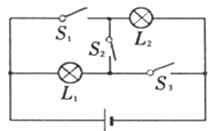 S₁ L₂
S₂
L₁ S₃